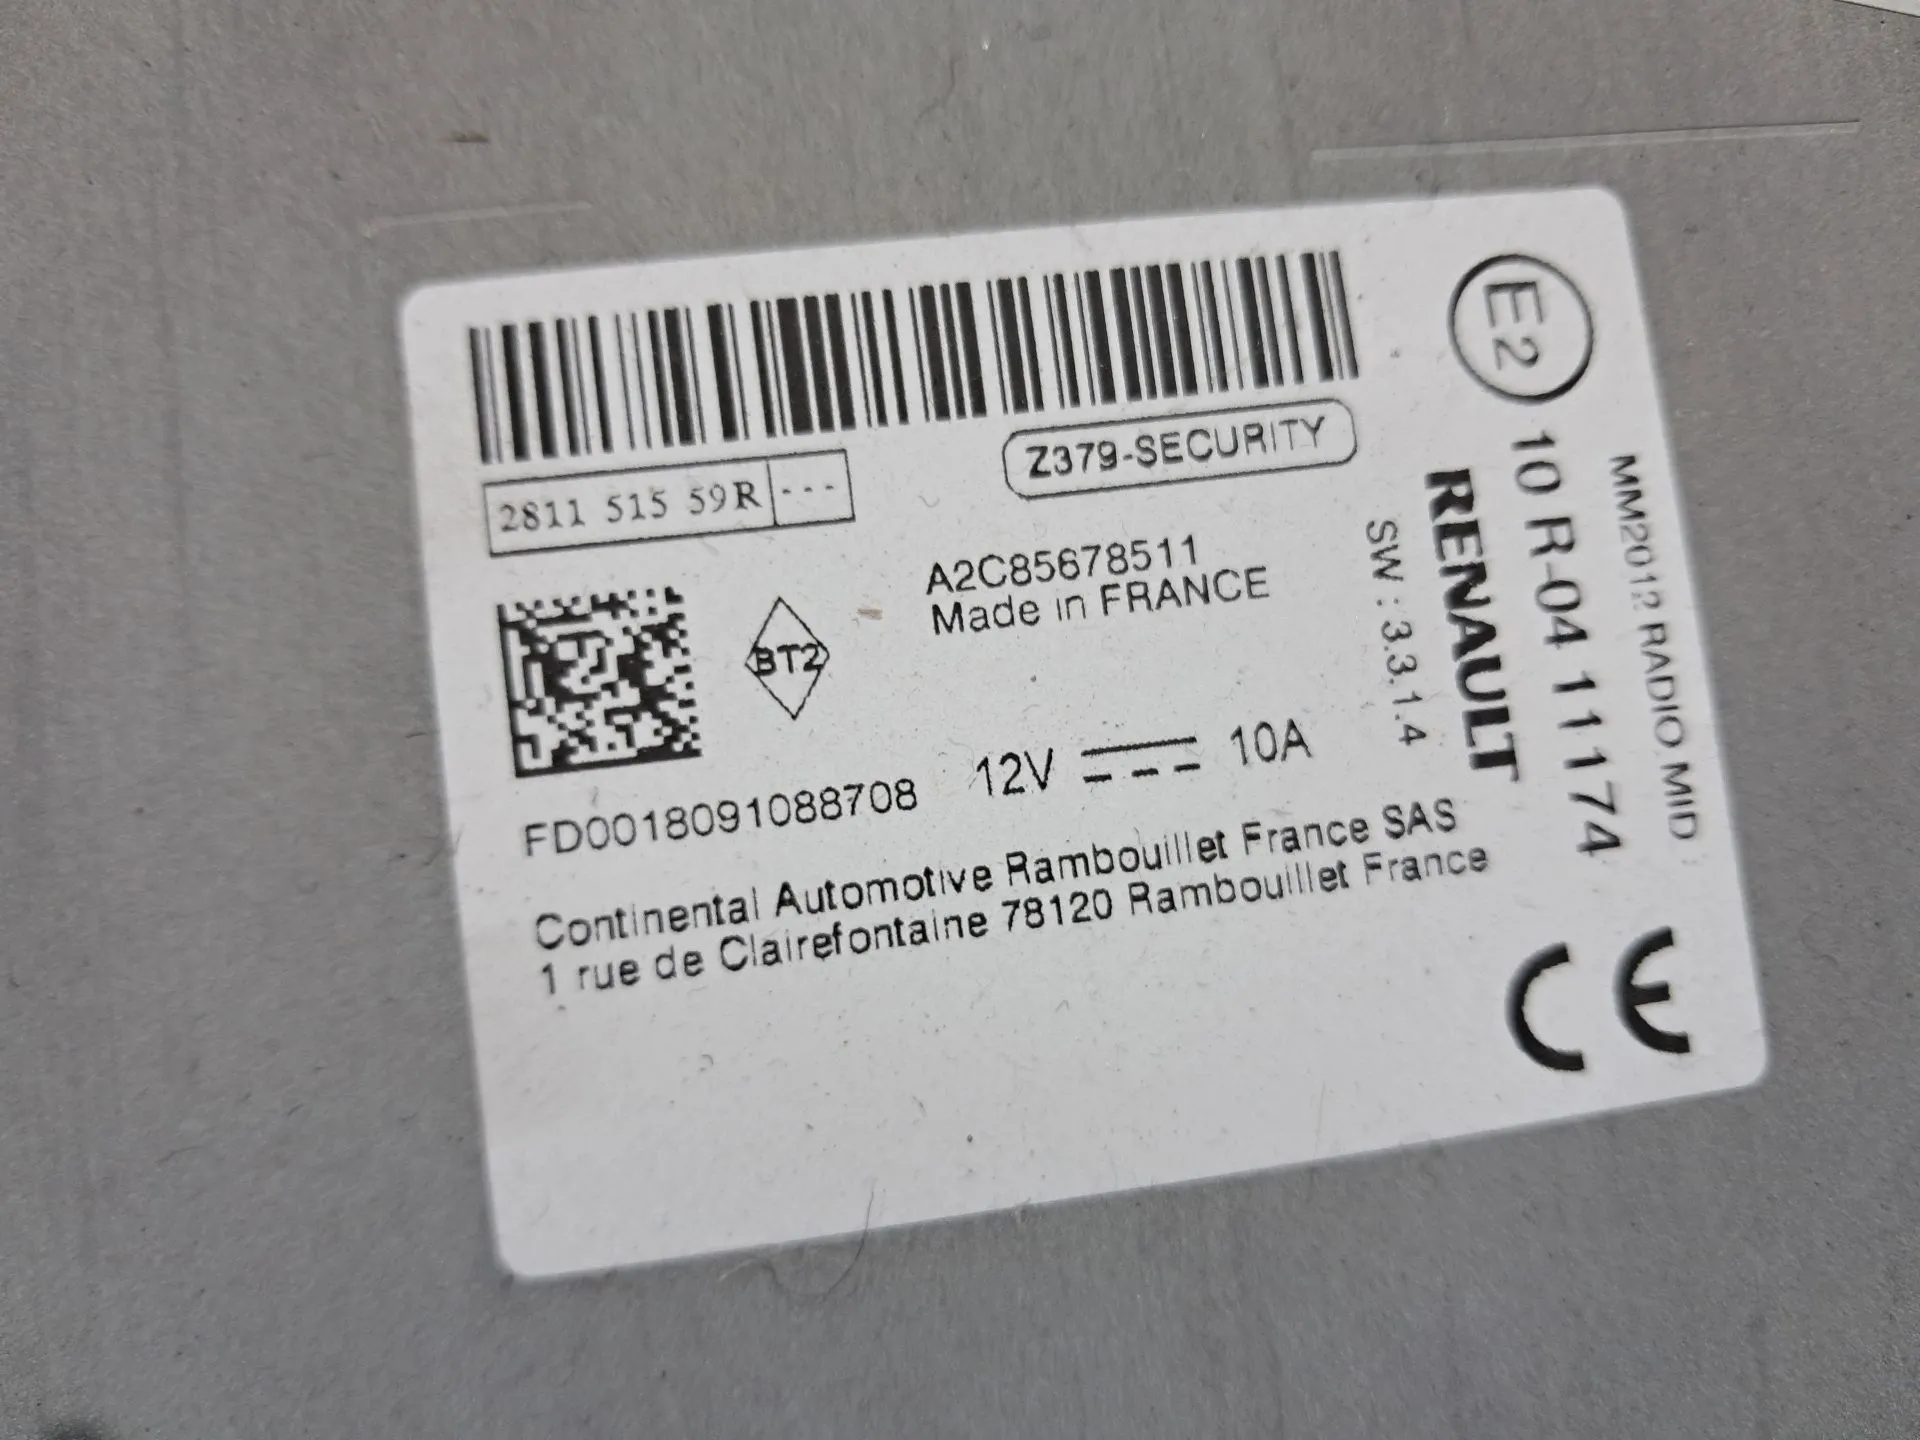 2811 515 59R ---
Z379-SECURITY
A2C85678511
Made in FRANCE
BT2
FD0018091088708
12V 10A
Continental Automotive Rambouillet France SAS
1 rue de Clairefontaine 78120 Rambouillet France
SW : 3.3.1.4
RENAULT
E2
10 R-04 11174
MM2012 RADIO MID
CE